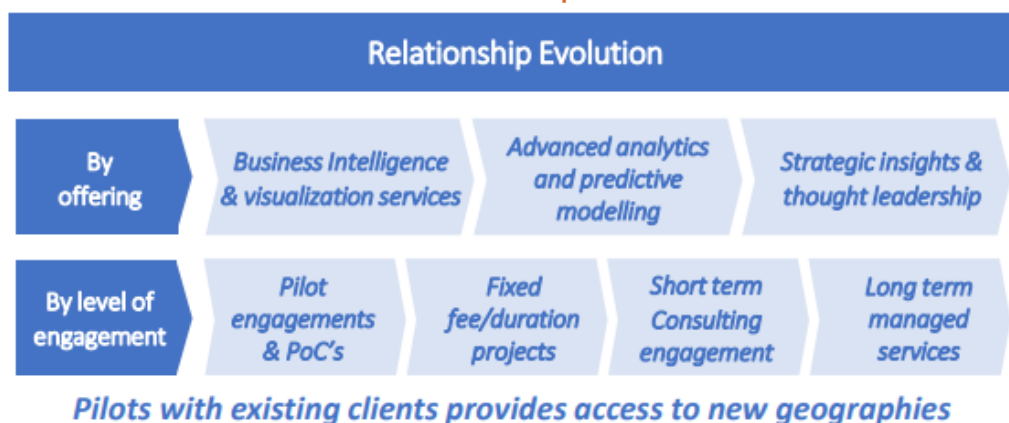 Relationship Evolution
By
offering
Business Intelligence
& visualization services
Advanced analytics
and predictive
modelling
Strategic insights &
thought leadership
By level of
engagement
Pilot
engagements
& PoC's
Fixed
fee/duration
projects
Short term
Consulting
engagement
Long term
managed
services
Pilots with existing clients provides access to new geographies